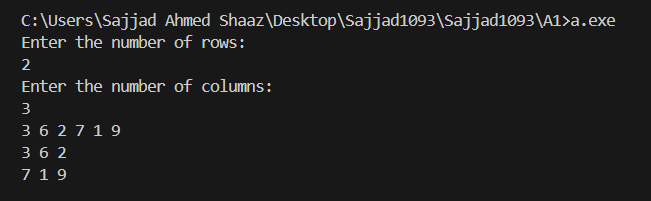 C:\Users\Sajjad Ahmed Shaaz\Desktop\Sajjad1093\Sajjad1093\A1>a.exe
Enter the number of rows:
2
Enter the number of columns:
3
3 6 2 7 1 9
3 6 2
7 1 9